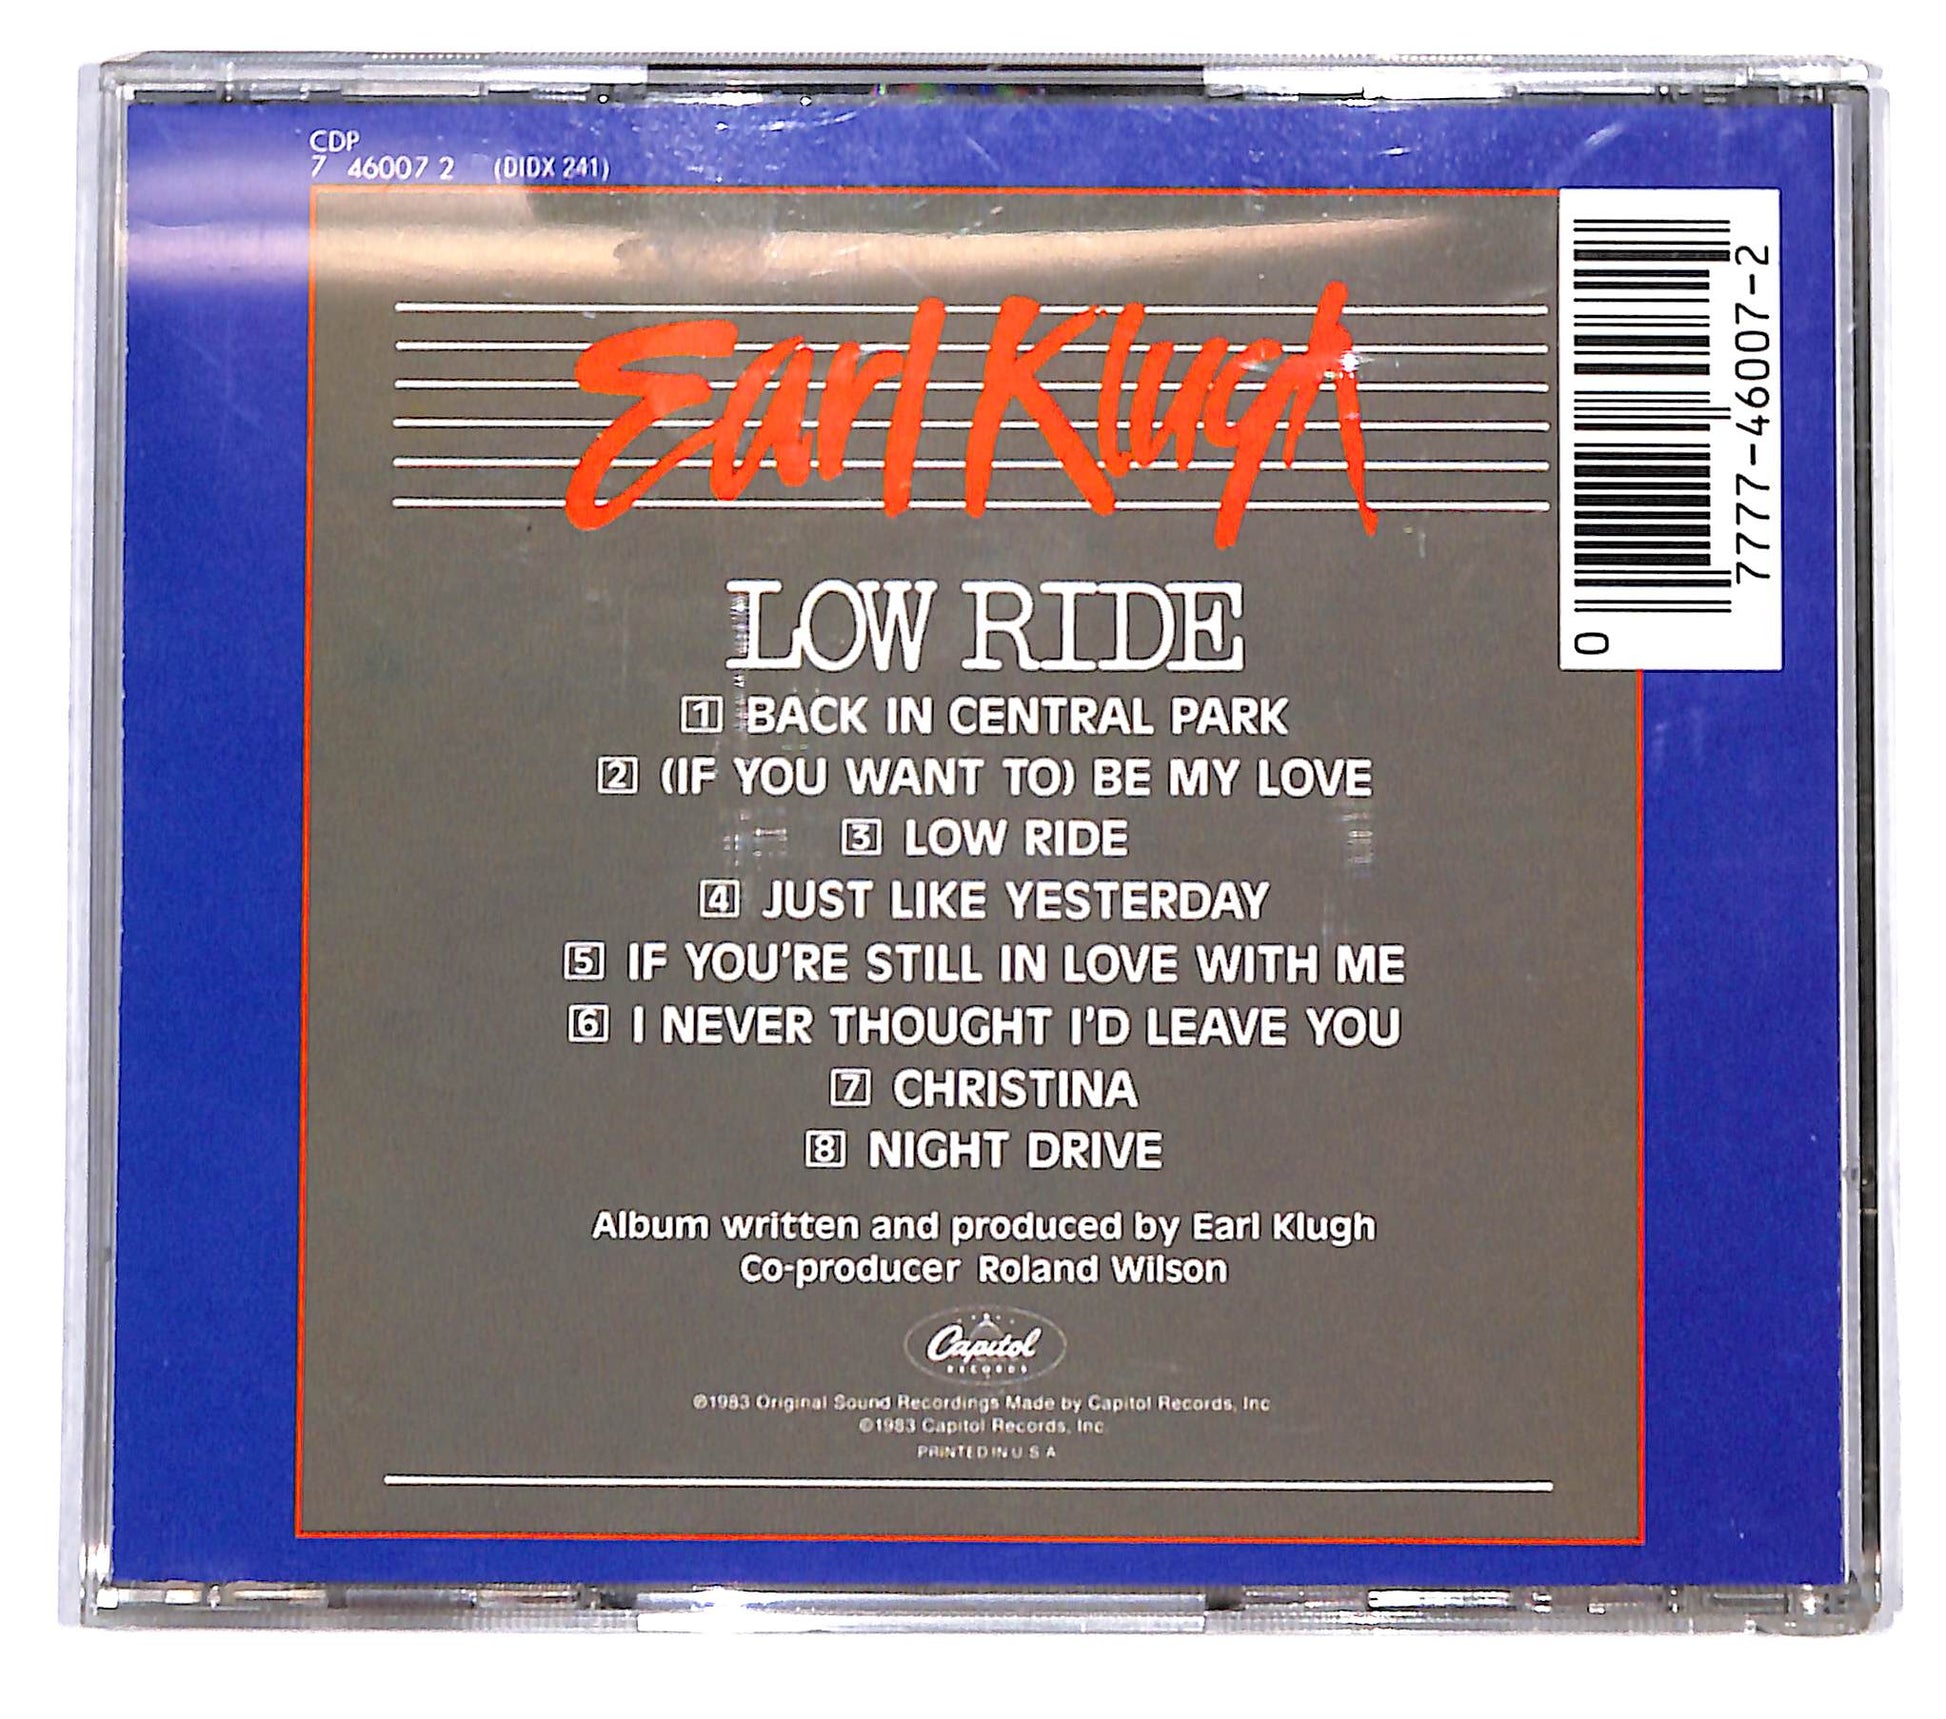 CDP
7 46007 2 (DIDX 241)
Earl Klugh
LOW RIDE
1 BACK IN CENTRAL PARK
2 (IF YOU WANT TO) BE MY LOVE
3 LOW RIDE
4 JUST LIKE YESTERDAY
5 IF YOU'RE STILL IN LOVE WITH ME
6 I NEVER THOUGHT I'D LEAVE YOU
7 CHRISTINA
8 NIGHT DRIVE
Album written and produced by Earl Klugh
Co-producer Roland Wilson
Capitol
RECORDS
℗1983 Original Sound Recordings Made by Capitol Records, Inc
©1983 Capitol Records, Inc.
PRINTED IN U S A
0 7777-46007-2